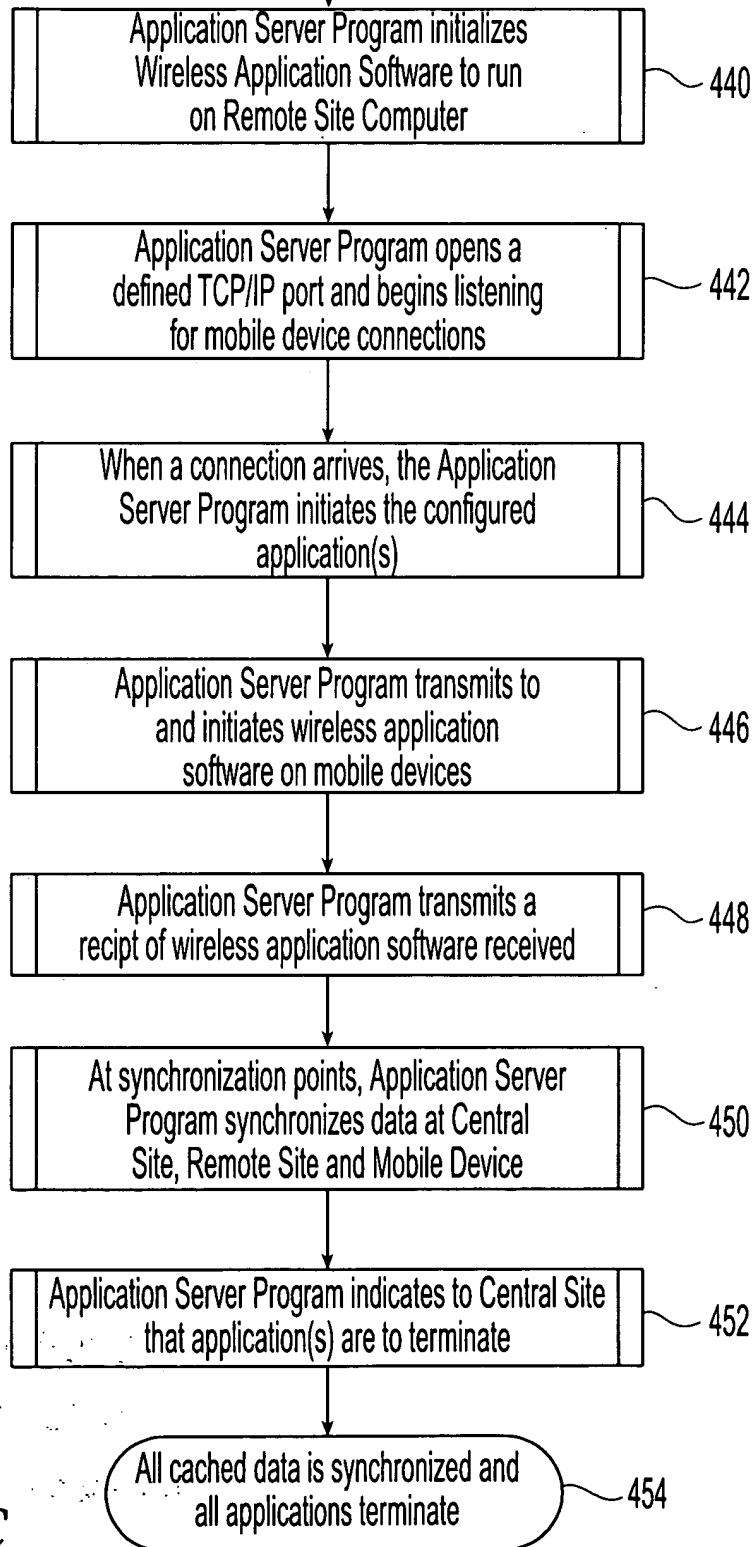 Application Server Program initializes
Wireless Application Software to run
on Remote Site Computer
440
Application Server Program opens a
defined TCP/IP port and begins listening
for mobile device connections
442
When a connection arrives, the Application
Server Program initiates the configured
application(s)
444
Application Server Program transmits to
and initiates wireless application
software on mobile devices
446
Application Server Program transmits a
recipt of wireless application software received
448
At synchronization points, Application Server
Program synchronizes data at Central
Site, Remote Site and Mobile Device
450
Application Server Program indicates to Central Site
that application(s) are to terminate
452
All cached data is synchronized and
all applications terminate
454